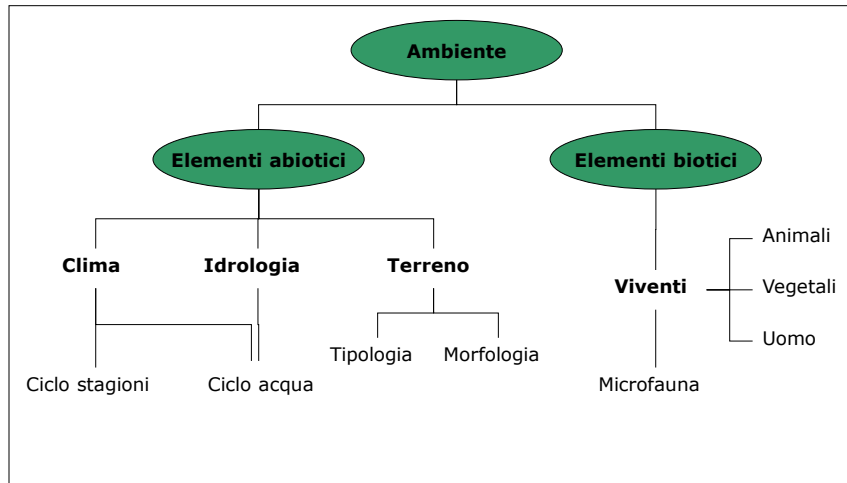 Ambiente
Elementi abiotici
Elementi biotici
Clima
Idrologia
Terreno
Viventi
Animali
Vegetali
Uomo
Tipologia
Morfologia
Ciclo stagioni
Ciclo acqua
Microfauna